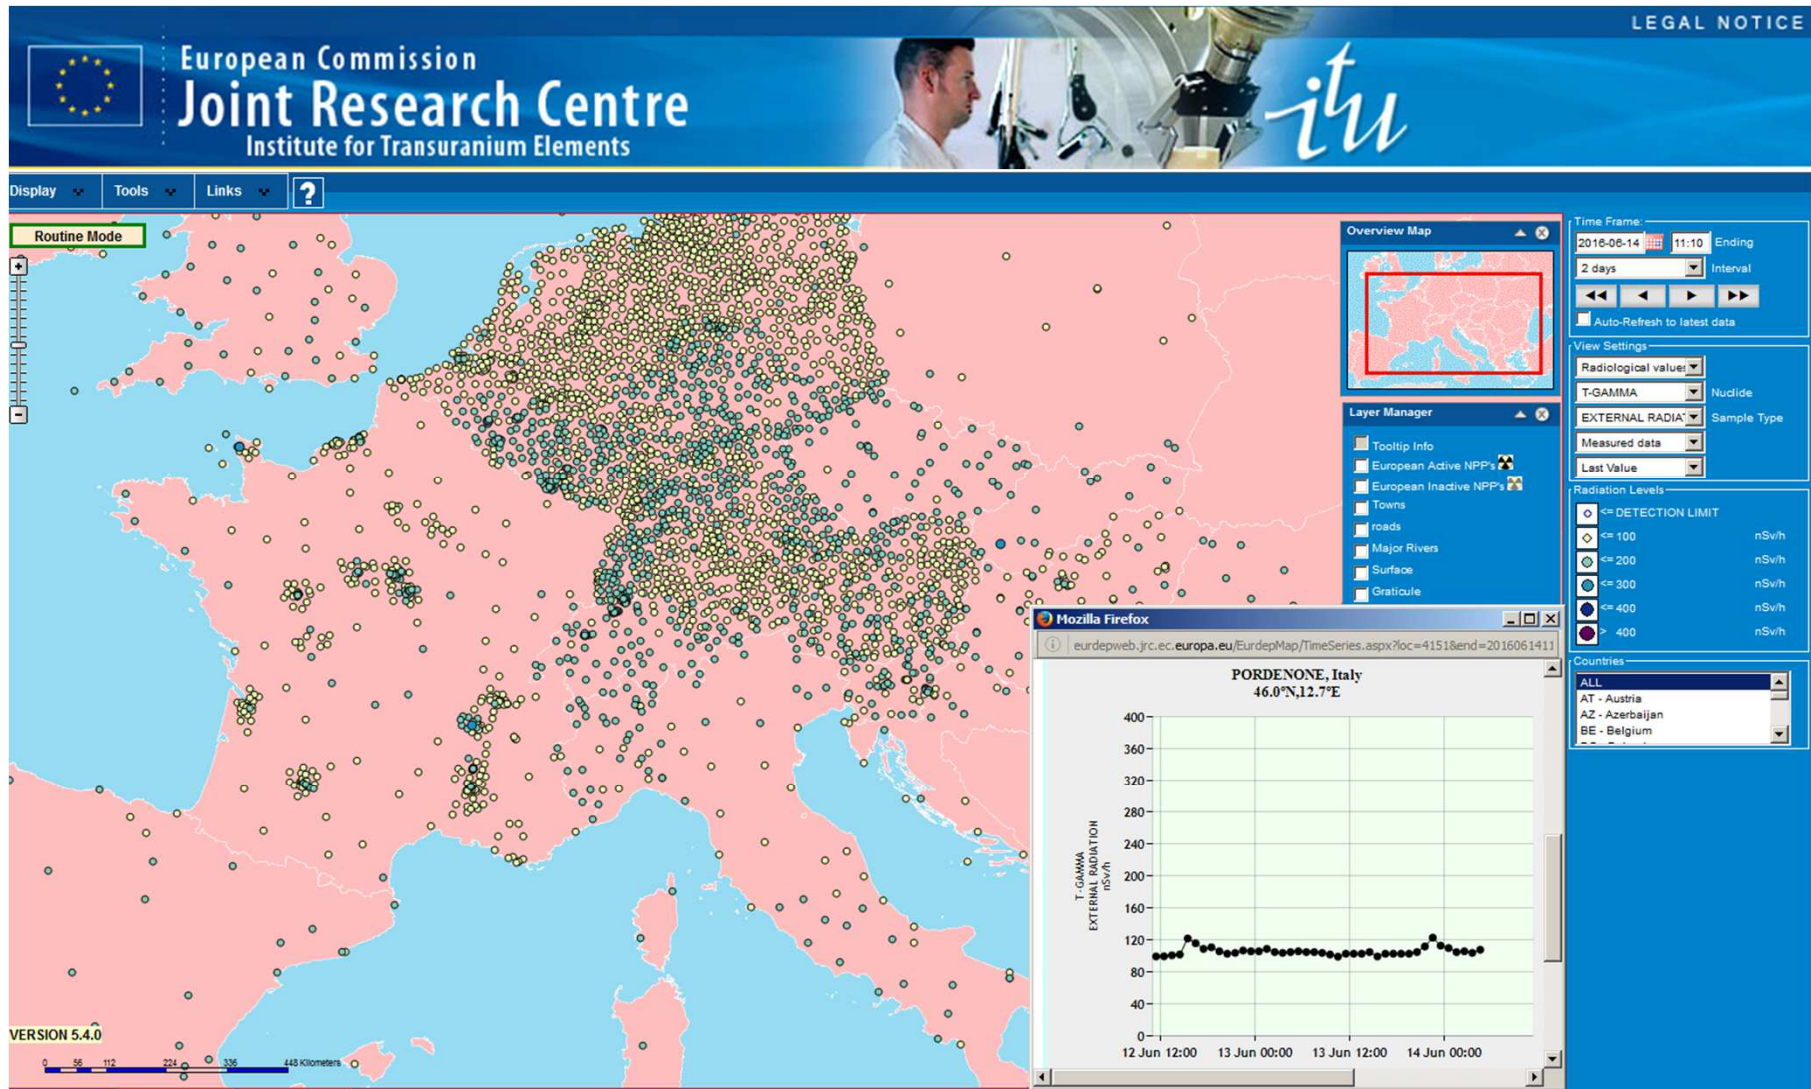 LEGAL NOTICE
European Commission
Joint Research Centre
Institute for Transuranium Elements
itu
Display
Tools
Links
?
Routine Mode
+
-
VERSION 5.4.0
0 56 112 224 336 448 Kilometers
Overview Map
Layer Manager
Tooltip Info
European Active NPP's
European Inactive NPP's
Towns
roads
Major Rivers
Surface
Graticule
Time Frame:
2016-06-14 11:10 Ending
2 days Interval
Auto-Refresh to latest data
View Settings
Radiological values
T-GAMMA Nuclide
EXTERNAL RADIAT Sample Type
Measured data
Last Value
Radiation Levels
<= DETECTION LIMIT
<= 100 nSv/h
<= 200 nSv/h
<= 300 nSv/h
<= 400 nSv/h
> 400 nSv/h
Countries
ALL
AT - Austria
AZ - Azerbaijan
BE - Belgium
Mozilla Firefox
eurdepweb.jrc.ec.europa.eu/EurdepMap/TimeSeries.aspx?loc=4151&end=2016061411
PORDENONE, Italy
46.0°N,12.7°E
T-GAMMA
EXTERNAL RADIATION
nSv/h
400
360
320
280
240
200
160
120
80
40
0
12 Jun 12:00 13 Jun 00:00 13 Jun 12:00 14 Jun 00:00